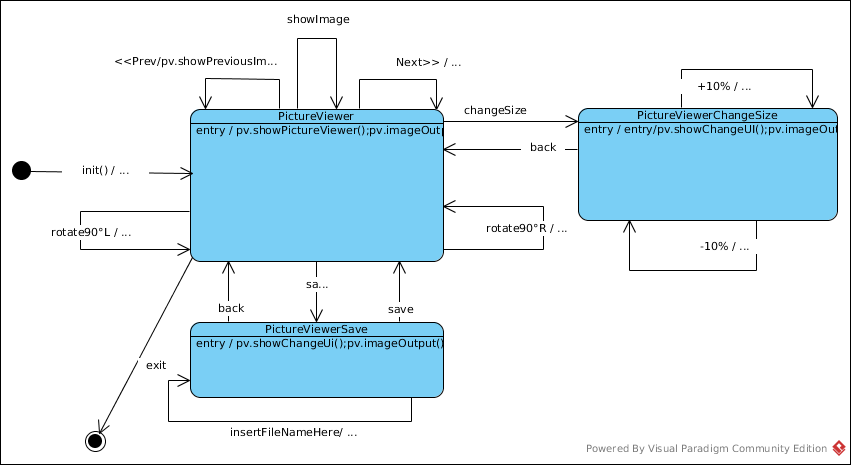 showImage
<<Prev/pv.showPreviousIm...
Next>> / ...
+10% / ...
changeSize
PictureViewer
entry / pv.showPictureViewer();pv.imageOutp
PictureViewerChangeSize
entry / entry/pv.showChangeUI();pv.imageOut
back
init() / ...
rotate90°L / ...
rotate90°R / ...
-10% / ...
sa...
back
save
PictureViewerSave
entry / pv.showChangeUi();pv.imageOutput()
exit
insertFileNameHere/ ...
Powered By Visual Paradigm Community Edition